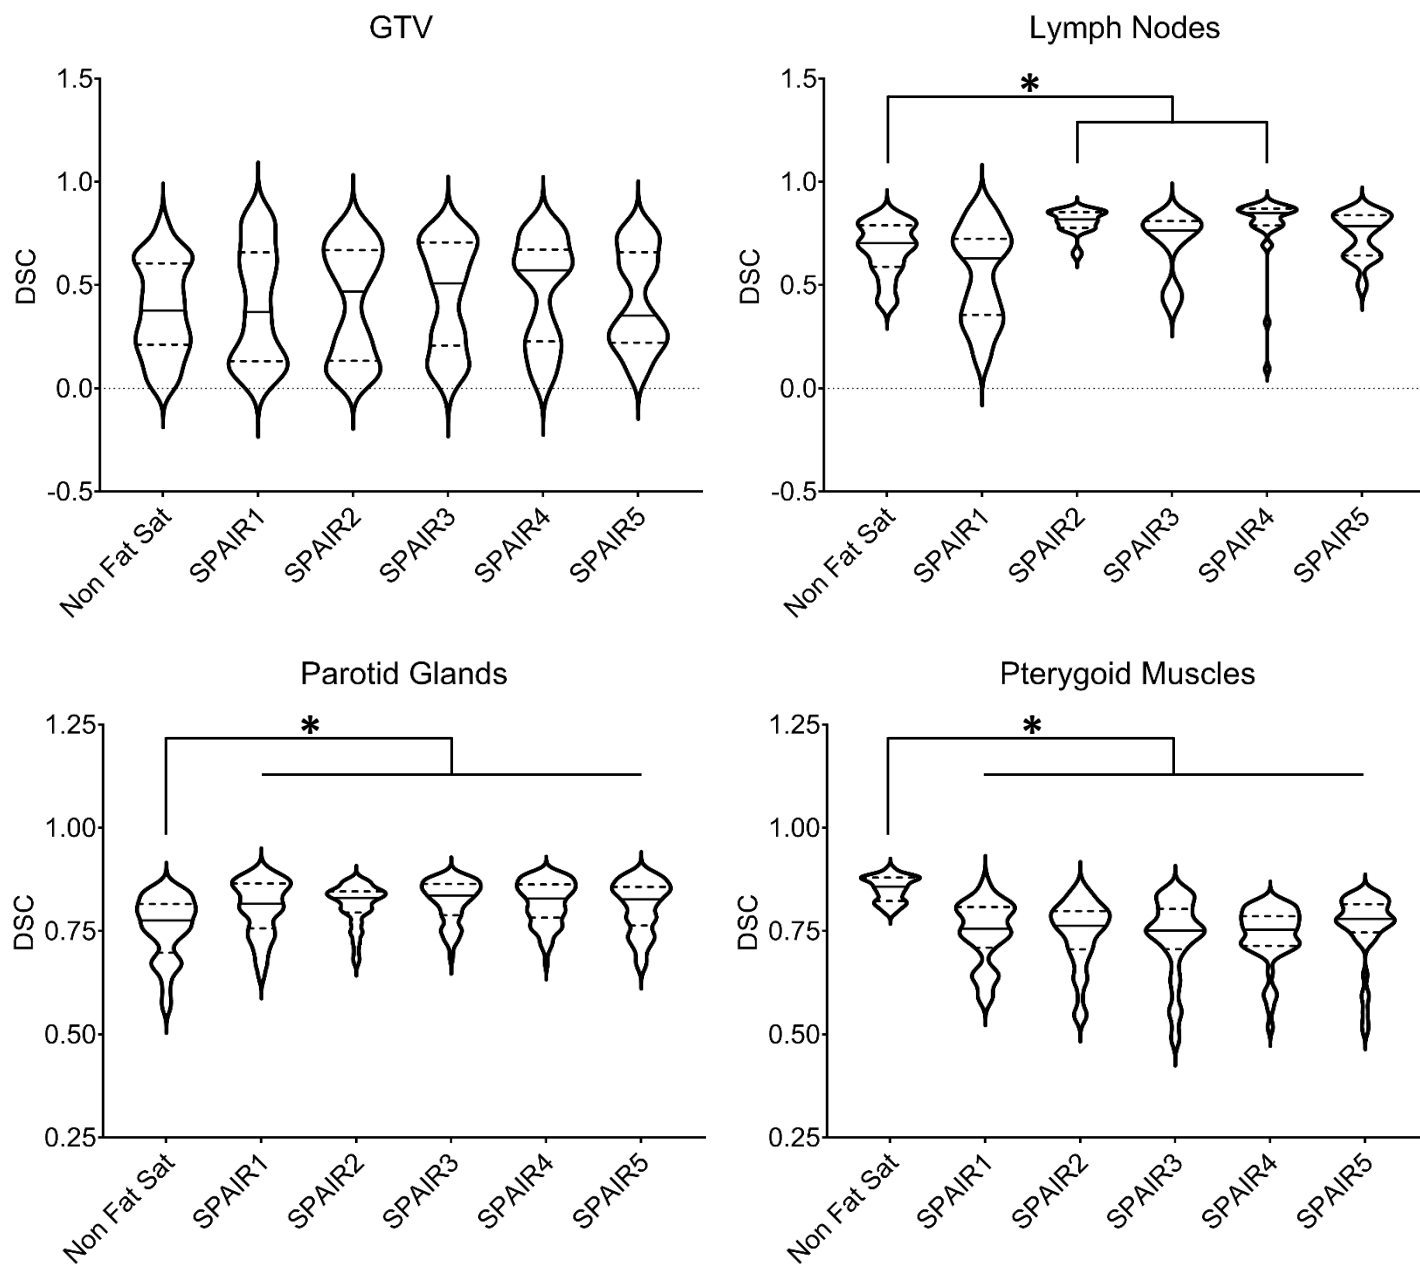 GTV
DSC
1.5
1.0
0.5
0.0
-0.5
Non Fat Sat
SPAIR1
SPAIR2
SPAIR3
SPAIR4
SPAIR5
Lymph Nodes
*
DSC
1.5
1.0
0.5
0.0
-0.5
Non Fat Sat
SPAIR1
SPAIR2
SPAIR3
SPAIR4
SPAIR5
Parotid Glands
*
DSC
1.25
1.00
0.75
0.50
0.25
Non Fat Sat
SPAIR1
SPAIR2
SPAIR3
SPAIR4
SPAIR5
Pterygoid Muscles
*
DSC
1.25
1.00
0.75
0.50
0.25
Non Fat Sat
SPAIR1
SPAIR2
SPAIR3
SPAIR4
SPAIR5